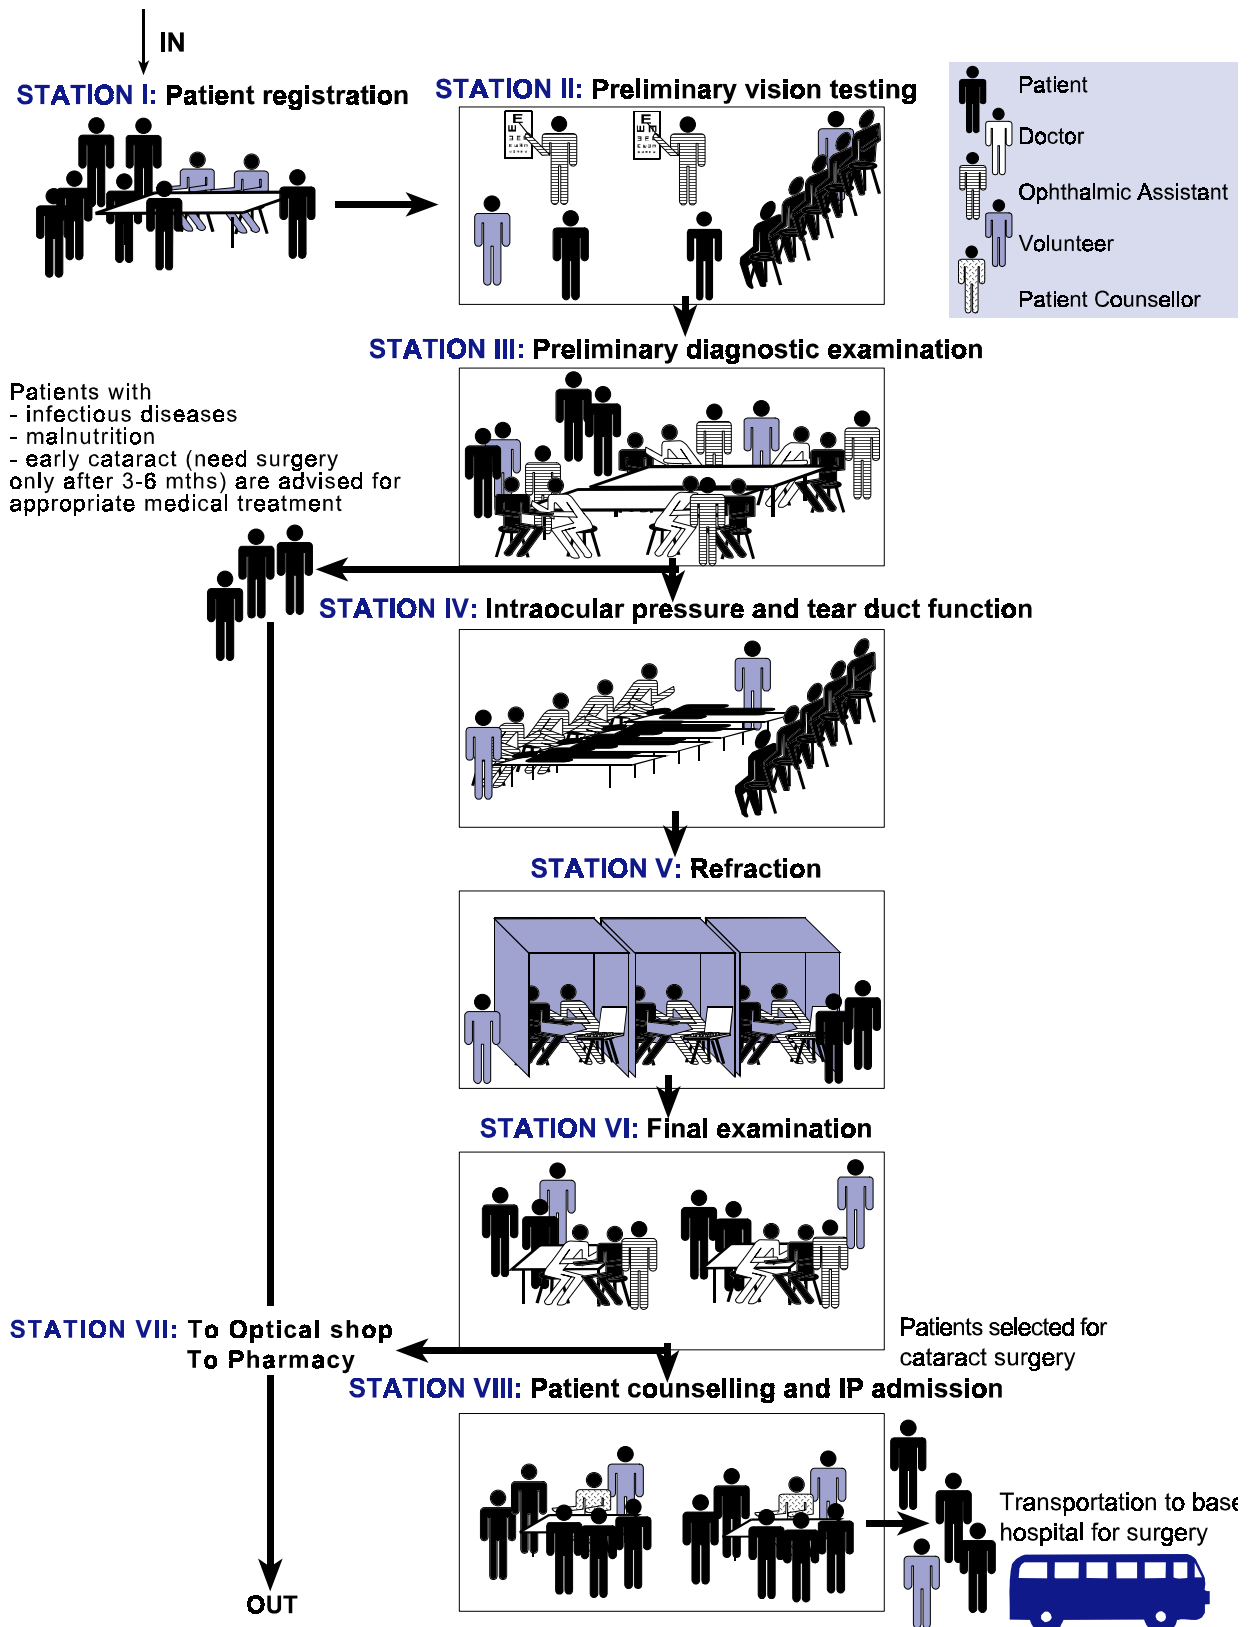 IN
STATION I: Patient registration
STATION II: Preliminary vision testing
Patient
Doctor
Ophthalmic Assistant
Volunteer
Patient Counsellor
STATION III: Preliminary diagnostic examination
Patients with
- infectious diseases
- malnutrition
- early cataract (need surgery
only after 3-6 mths) are advised for
appropriate medical treatment
STATION IV: Intraocular pressure and tear duct function
STATION V: Refraction
STATION VI: Final examination
STATION VII: To Optical shop
To Pharmacy
Patients selected for
cataract surgery
STATION VIII: Patient counselling and IP admission
Transportation to base
hospital for surgery
OUT